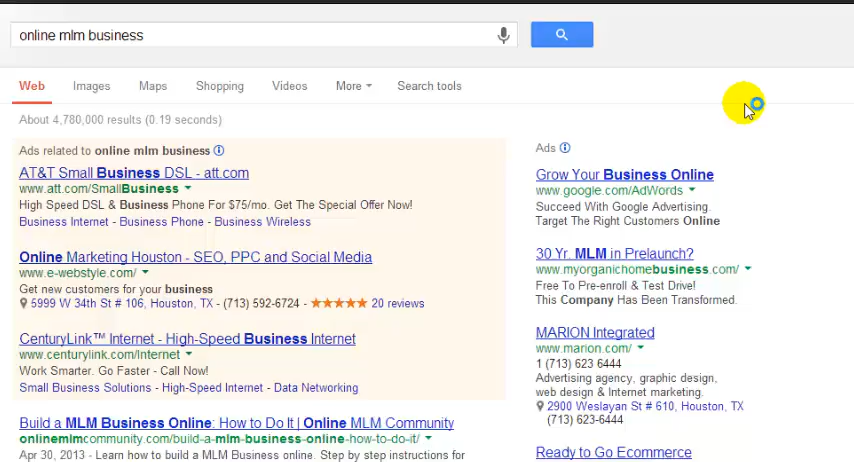 online mlm business
Web Images Maps Shopping Videos More Search tools
About 4,780,000 results (0.19 seconds)
Ads related to online mlm business
AT&T Small Business DSL - att.com
www.att.com/SmallBusiness
High Speed DSL & Business Phone For $75/mo. Get The Special Offer Now!
Business Internet - Business Phone - Business Wireless
Online Marketing Houston - SEO, PPC and Social Media
www.e-webstyle.com/
Get new customers for your business
5999 W 34th St # 106, Houston, TX - (713) 592-6724 - ★★★★★ 20 reviews
CenturyLink™ Internet - High-Speed Business Internet
www.centurylink.com/Internet
Work Smarter. Go Faster - Call Now!
Small Business Solutions - High-Speed Internet - Data Networking
Build a MLM Business Online: How to Do It | Online MLM Community
onlinemlmcommunity.com/build-a-mlm-business-online-how-to-do-it/
Apr 30, 2013 - Learn how to build a MLM Business online. Step by step instructions for
Ads
Grow Your Business Online
www.google.com/AdWords
Succeed With Google Advertising.
Target The Right Customers Online
30 Yr. MLM in Prelaunch?
www.myorganichomebusiness.com/
Free To Pre-enroll & Test Drive!
This Company Has Been Transformed.
MARION Integrated
www.marion.com/
1 (713) 623 6444
Advertising agency, graphic design,
web design & Internet marketing.
2900 Weslayan St # 610, Houston, TX
(713) 623-6444
Ready to Go Ecommerce